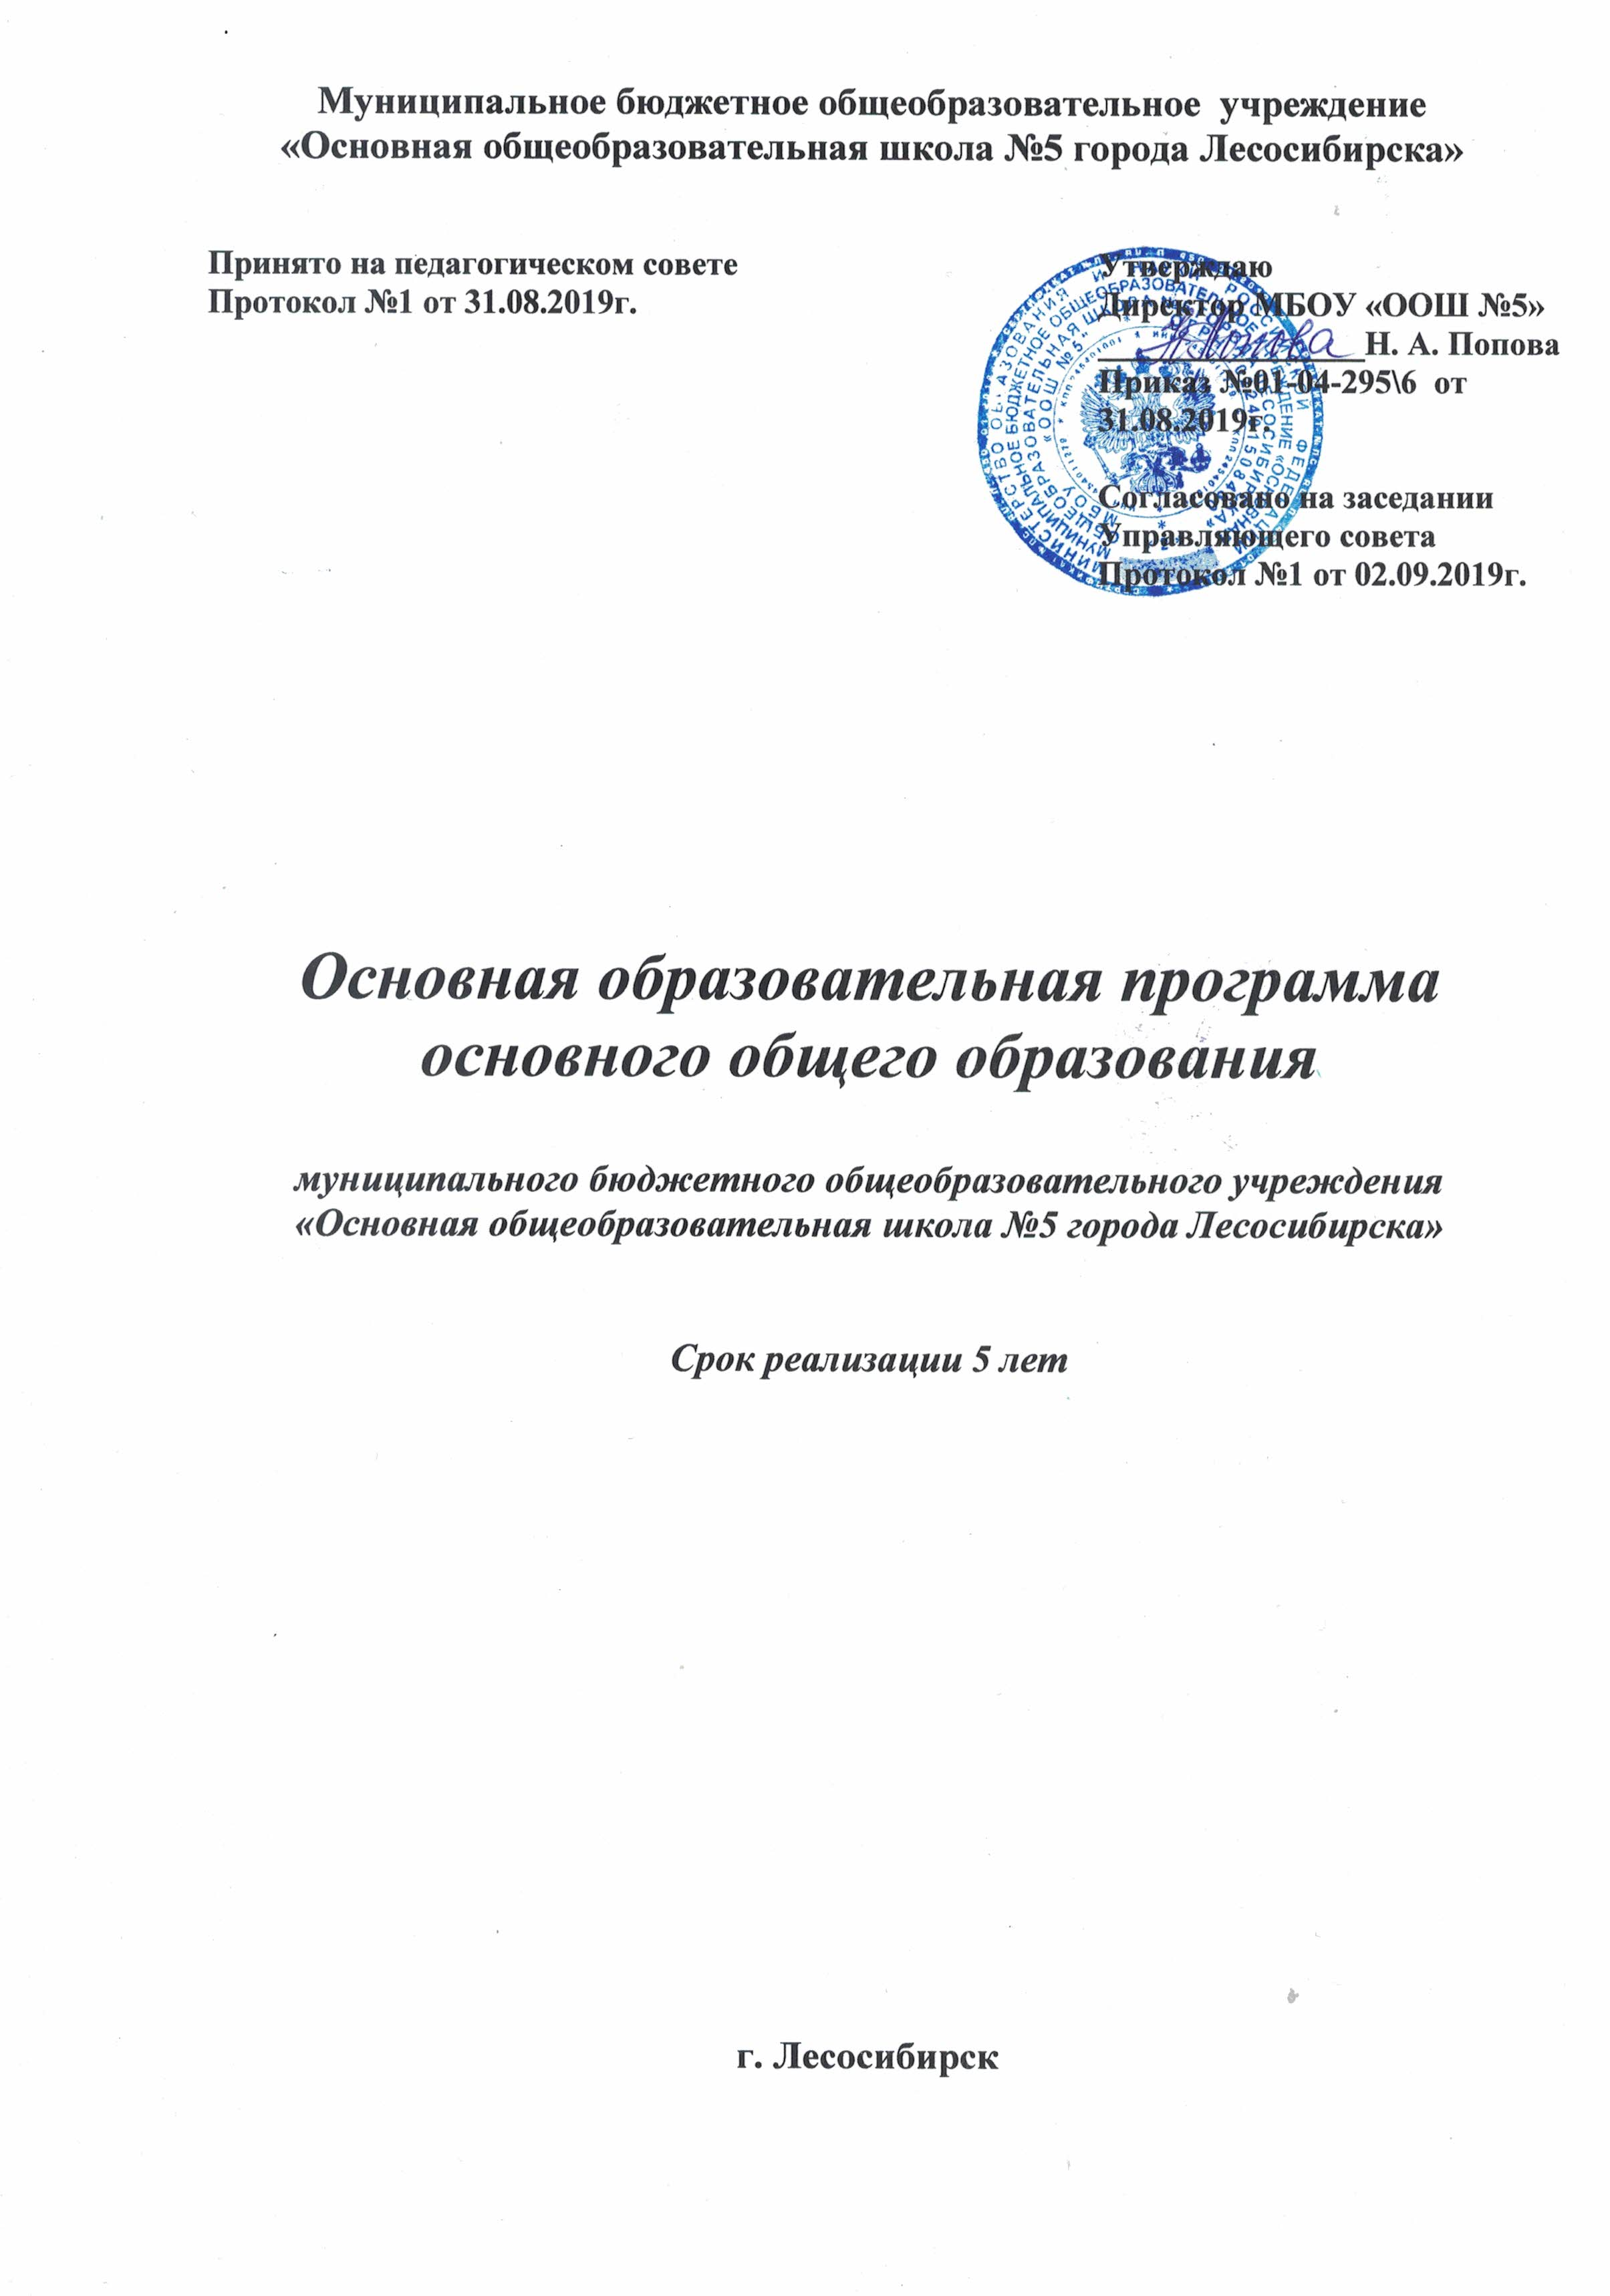 Муниципальное бюджетное общеобразовательное учреждение
«Основная общеобразовательная школа №5 города Лесосибирска»
Принято на педагогическом совете
Протокол №1 от 31.08.2019г.
Утверждаю
Директор МБОУ «ООШ №5»
Н. А. Попова
Приказ №01-04-295\6 от
31.08.2019г.
Согласовано на заседании
Управляющего совета
Протокол №1 от 02.09.2019г.
Основная образовательная программа
основного общего образования
муниципального бюджетного общеобразовательного учреждения
«Основная общеобразовательная школа №5 города Лесосибирска»
Срок реализации 5 лет
г. Лесосибирск